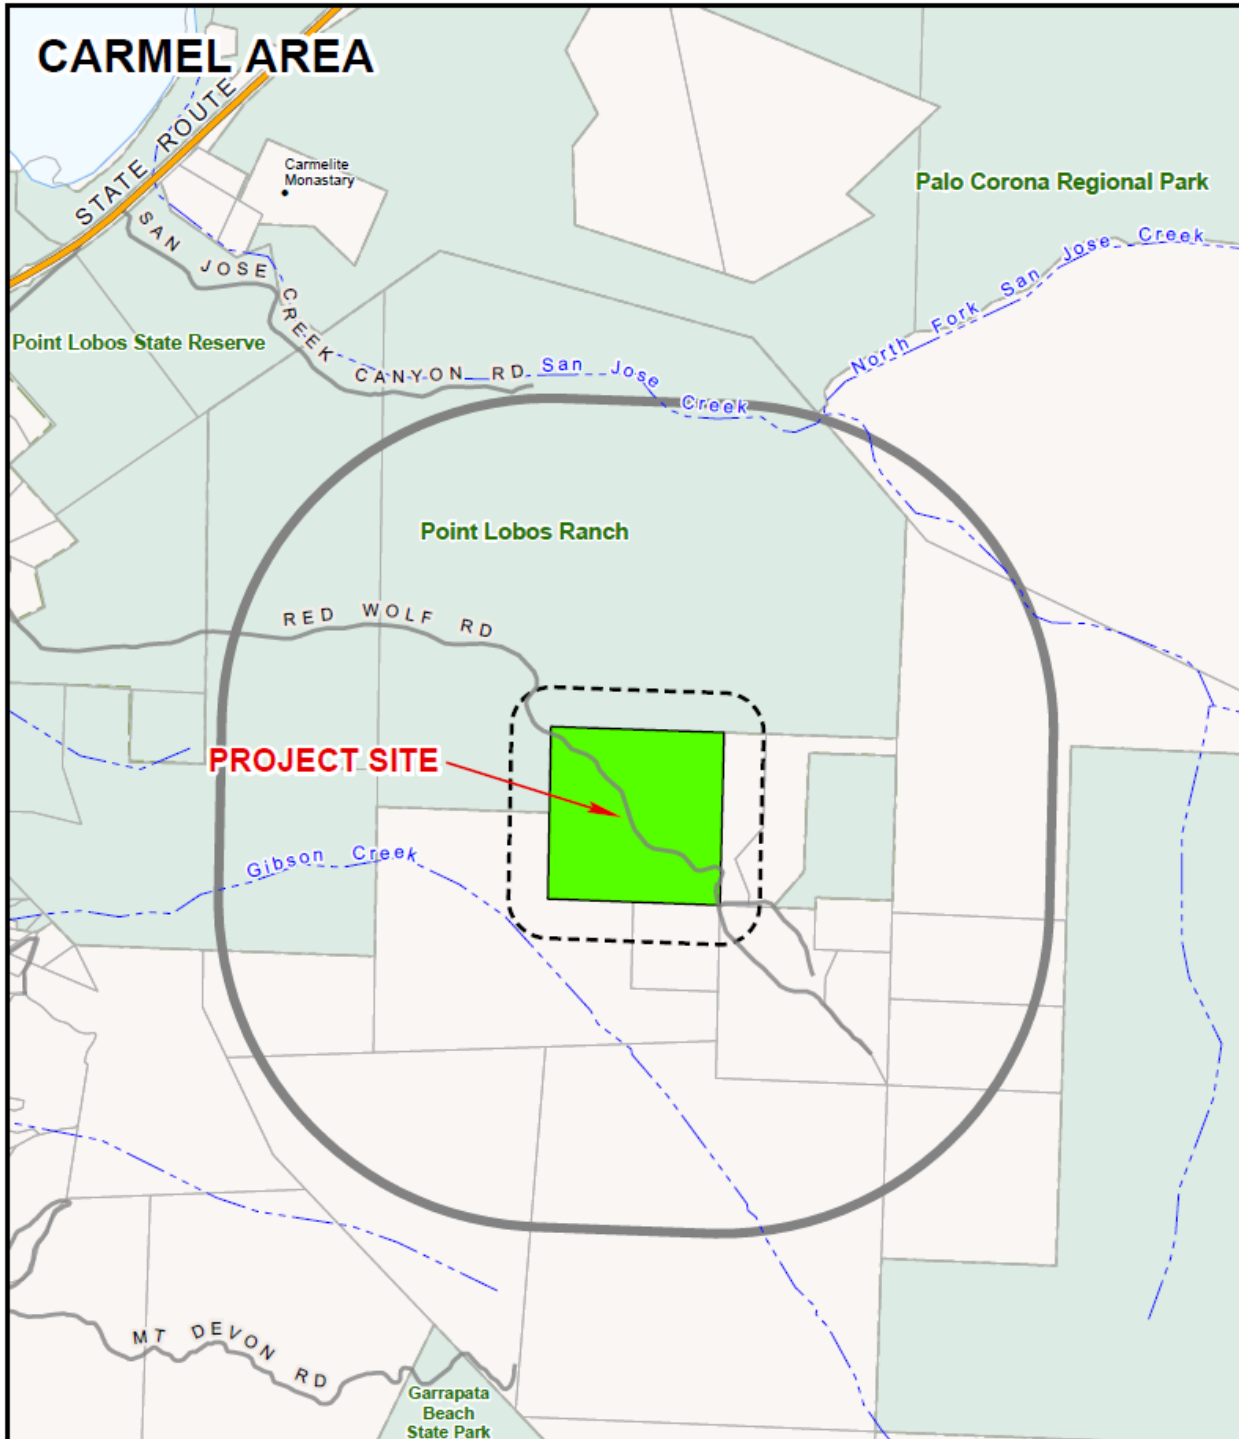 CARMEL AREA
STATE ROUTE
Carmelite
Monastary
Palo Corona Regional Park
SAN JOSE CREEK CANYON RD
North Fork San Jose Creek
Point Lobos State Reserve
San Jose Creek
Point Lobos Ranch
RED WOLF RD
PROJECT SITE
Gibson Creek
MT DEVON RD
Garrapata
Beach
State Park